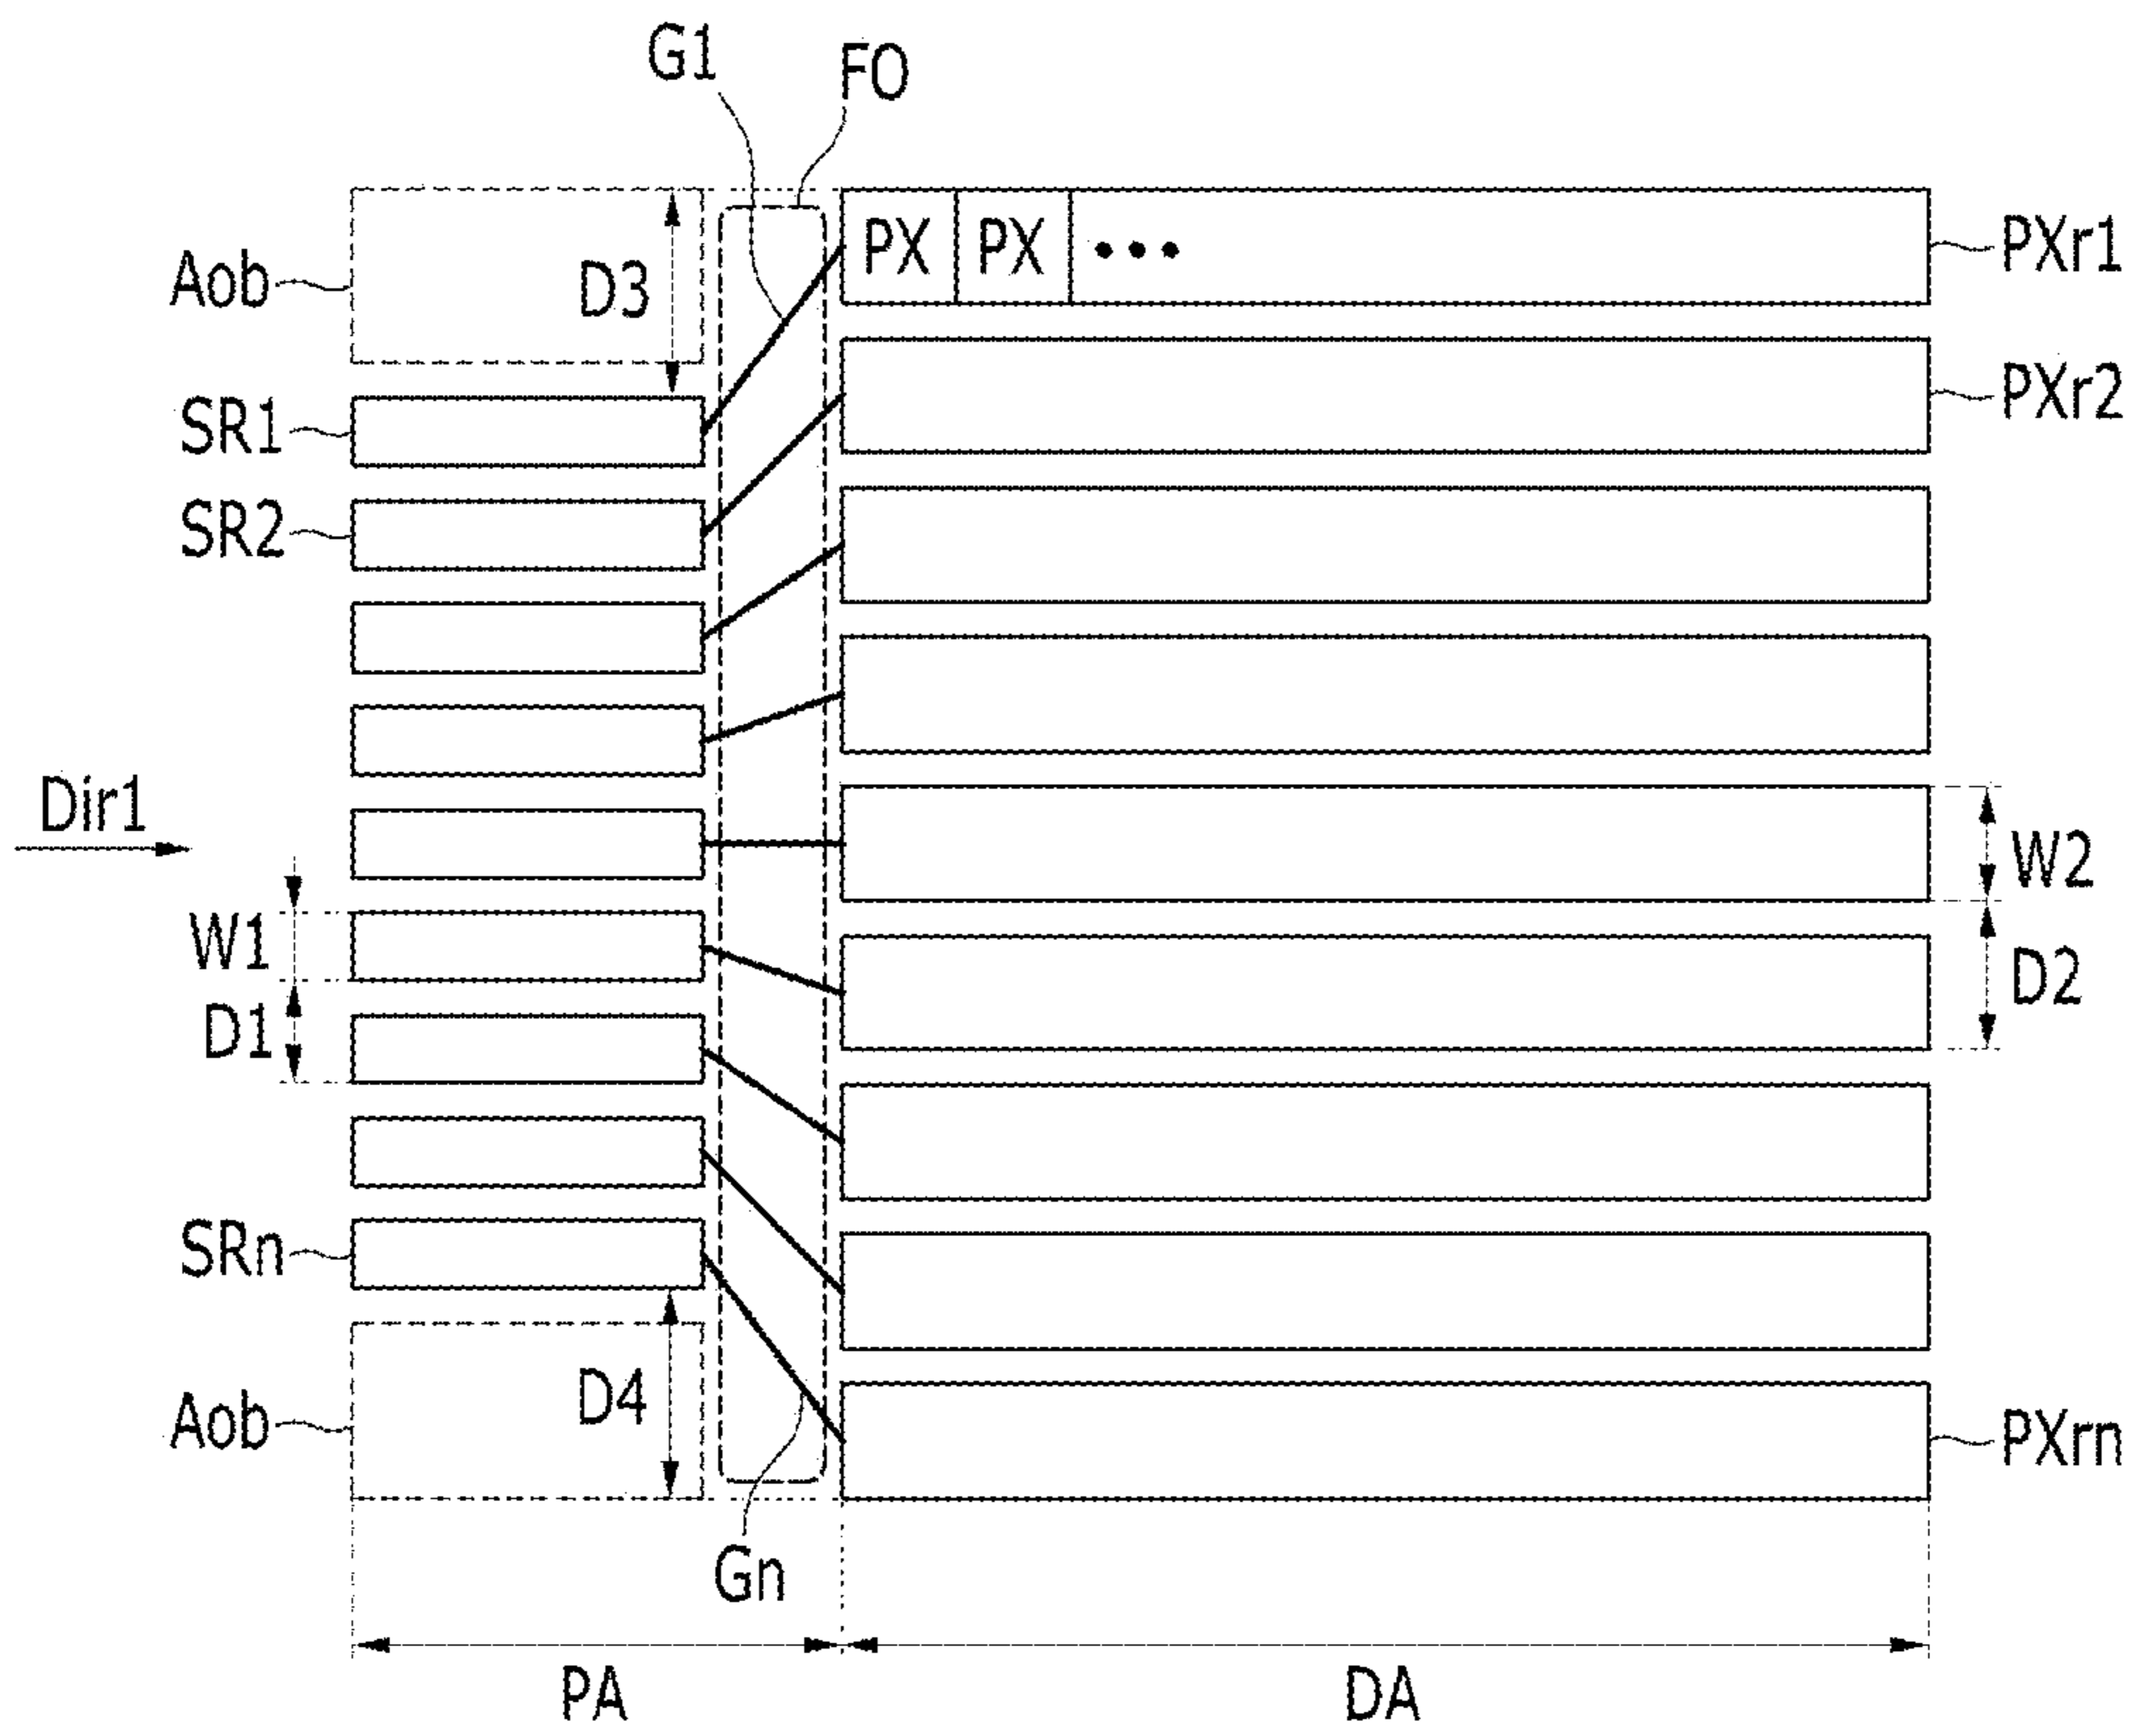 G1
FO
Aob
D3
PX PX •••
PXr1
SR1
PXr2
SR2
Dir1
W1
W2
D1
D2
SRn
Aob
D4
PXrn
Gn
PA
DA